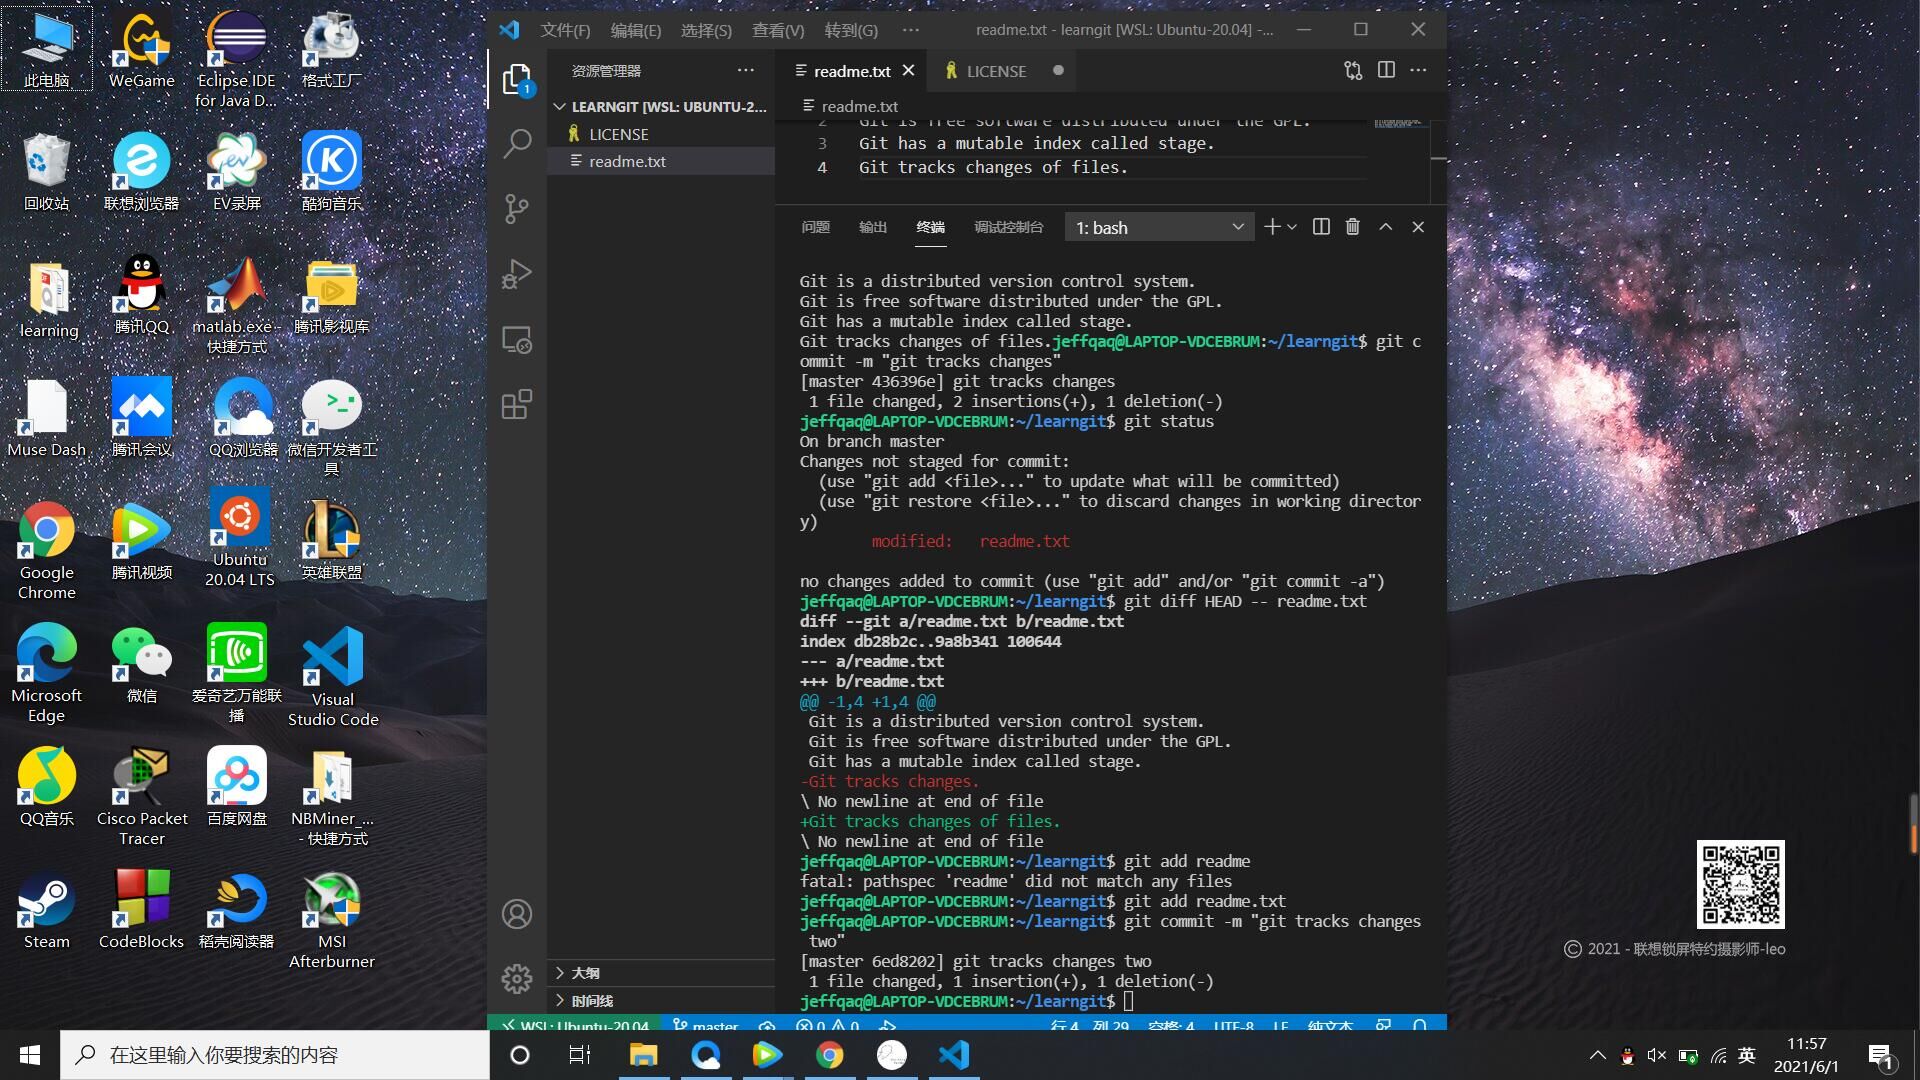 此电脑
WeGame
Eclipse IDE
for Java D...
格式工厂
回收站
联想浏览器
EV录屏
酷狗音乐
learning
腾讯QQ
matlab.exe -
快捷方式
腾讯影视库
Muse Dash
腾讯会议
QQ浏览器
微信开发者工
具
Google
Chrome
腾讯视频
Ubuntu
20.04 LTS
英雄联盟
Microsoft
Edge
微信
爱奇艺万能联
播
Visual
Studio Code
QQ音乐
Cisco Packet
Tracer
百度网盘
NBMiner_...
- 快捷方式
Steam
CodeBlocks
稻壳阅读器
MSI
Afterburner
文件(F) 编辑(E) 选择(S) 查看(V) 转到(G) ··· readme.txt - learngit [WSL: Ubuntu-20.04] -...
资源管理器 ···
1
LEARNGIT [WSL: UBUNTU-2...
LICENSE
readme.txt
大纲
时间线
readme.txt LICENSE ···
readme.txt
2 Git is free software distributed under the GPL.
3 Git has a mutable index called stage.
4 Git tracks changes of files.
问题 输出 终端 调试控制台 1: bash
Git is a distributed version control system.
Git is free software distributed under the GPL.
Git has a mutable index called stage.
Git tracks changes of files.jeffqaq@LAPTOP-VDCEBRUM:~/learngit$ git c
ommit -m "git tracks changes"
[master 436396e] git tracks changes
1 file changed, 2 insertions(+), 1 deletion(-)
jeffqaq@LAPTOP-VDCEBRUM:~/learngit$ git status
On branch master
Changes not staged for commit:
(use "git add <file>..." to update what will be committed)
(use "git restore <file>..." to discard changes in working director
y)
modified: readme.txt
no changes added to commit (use "git add" and/or "git commit -a")
jeffqaq@LAPTOP-VDCEBRUM:~/learngit$ git diff HEAD -- readme.txt
diff --git a/readme.txt b/readme.txt
index db28b2c..9a8b341 100644
--- a/readme.txt
+++ b/readme.txt
@@ -1,4 +1,4 @@
Git is a distributed version control system.
Git is free software distributed under the GPL.
Git has a mutable index called stage.
-Git tracks changes.
\ No newline at end of file
+Git tracks changes of files.
\ No newline at end of file
jeffqaq@LAPTOP-VDCEBRUM:~/learngit$ git add readme
fatal: pathspec 'readme' did not match any files
jeffqaq@LAPTOP-VDCEBRUM:~/learngit$ git add readme.txt
jeffqaq@LAPTOP-VDCEBRUM:~/learngit$ git commit -m "git tracks changes
two"
[master 6ed8202] git tracks changes two
1 file changed, 1 insertion(+), 1 deletion(-)
jeffqaq@LAPTOP-VDCEBRUM:~/learngit$
WSL: Ubuntu-20.04 master 0 0 行 4, 列 29 空格: 4 UTF-8 LF 纯文本
© 2021 - 联想锁屏特约摄影师-leo
在这里输入你要搜索的内容
英
11:57
2021/6/1
1